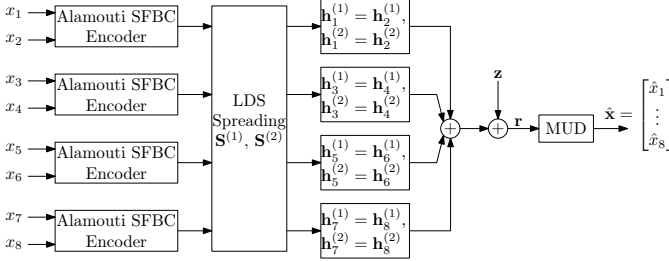 x₁
x₂
Alamouti SFBC
Encoder
x₃
x₄
Alamouti SFBC
Encoder
x₅
x₆
Alamouti SFBC
Encoder
x₇
x₈
Alamouti SFBC
Encoder
LDS
Spreading
S⁽¹⁾, S⁽²⁾
h₁⁽¹⁾ = h₂⁽¹⁾,
h₁⁽²⁾ = h₂⁽²⁾
h₃⁽¹⁾ = h₄⁽¹⁾,
h₃⁽²⁾ = h₄⁽²⁾
h₅⁽¹⁾ = h₆⁽¹⁾,
h₅⁽²⁾ = h₆⁽²⁾
h₇⁽¹⁾ = h₈⁽¹⁾,
h₇⁽²⁾ = h₈⁽²⁾
+
z
+
r
MUD
x̂ =
x̂₁
⋮
x̂₈